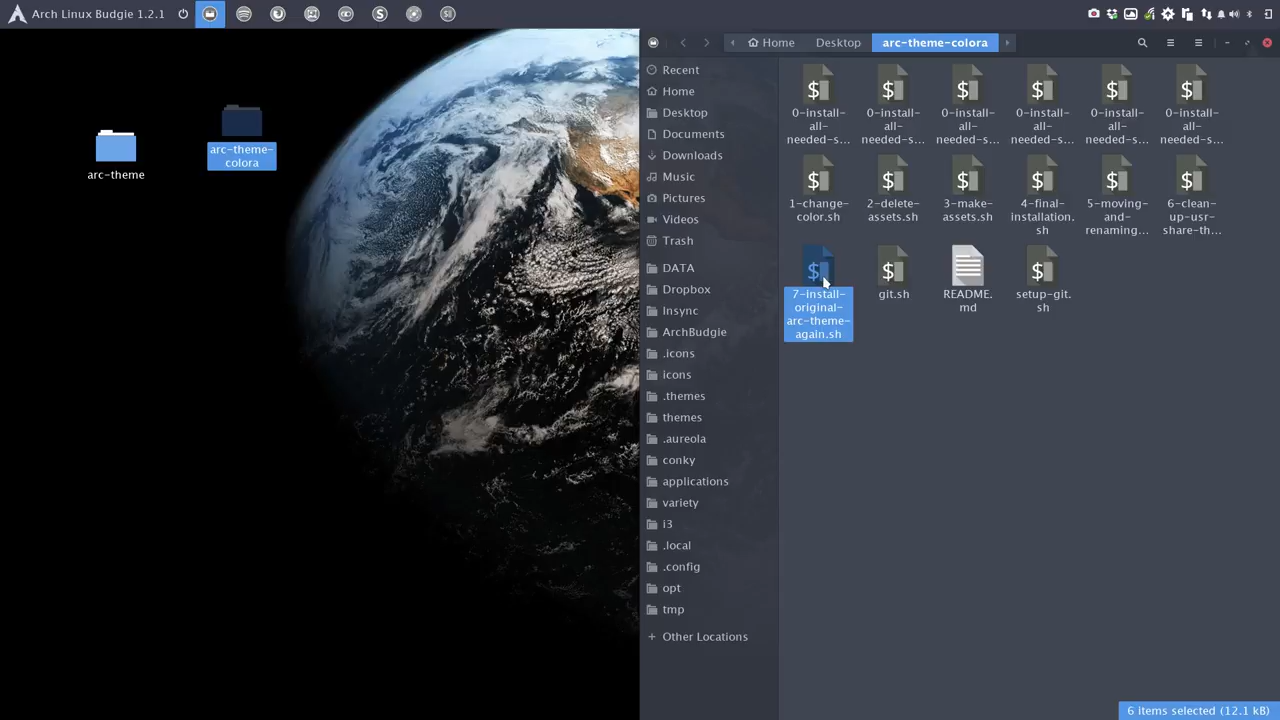 Arch Linux Budgie 1.2.1
Home
Desktop
arc-theme-colora
arc-theme
arc-theme-
colora
Recent
Home
Desktop
Documents
Downloads
Music
Pictures
Videos
Trash
DATA
Dropbox
Insync
ArchBudgie
.icons
icons
.themes
themes
.aureola
conky
applications
variety
i3
.local
.config
opt
tmp
+ Other Locations
0-install-
all-
needed-s...
0-install-
all-
needed-s...
0-install-
all-
needed-s...
0-install-
all-
needed-s...
0-install-
all-
needed-s...
0-install-
all-
needed-s...
1-change-
color.sh
2-delete-
assets.sh
3-make-
assets.sh
4-final-
installation.
sh
5-moving-
and-
renaming...
6-clean-
up-usr-
share-th...
7-install-
original-
arc-theme-
again.sh
git.sh
README.
md
setup-git.
sh
6 items selected (12.1 kB)